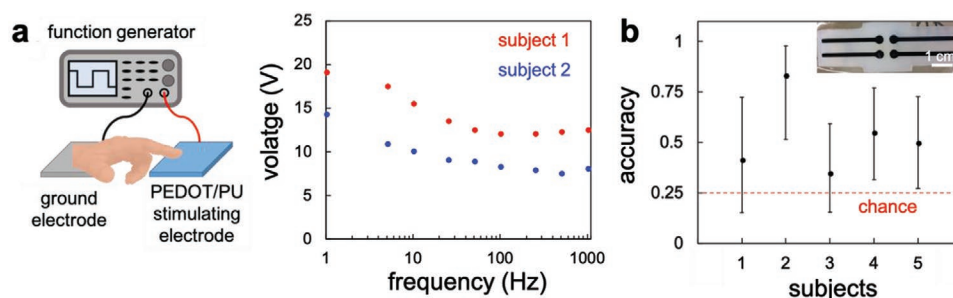 a
function generator
ground
electrode
PEDOT/PU
stimulating
electrode
volatge (V)
25
20
15
10
5
0
subject 1
subject 2
1
10
100
1000
frequency (Hz)
b
accuracy
1
0.75
0.5
0.25
0
chance
1 cm
1 2 3 4 5
subjects